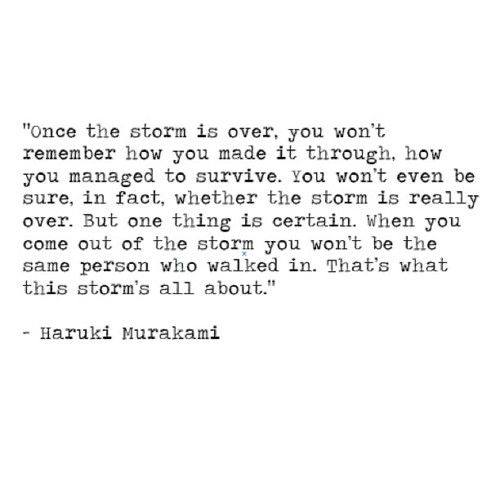 "Once the storm is over, you won't
remember how you made it through, how
you managed to survive. You won't even be
sure, in fact, whether the storm is really
over. But one thing is certain. When you
come out of the storm you won't be the
same person who walked in. That's what
this storm's all about."
- Haruki Murakami